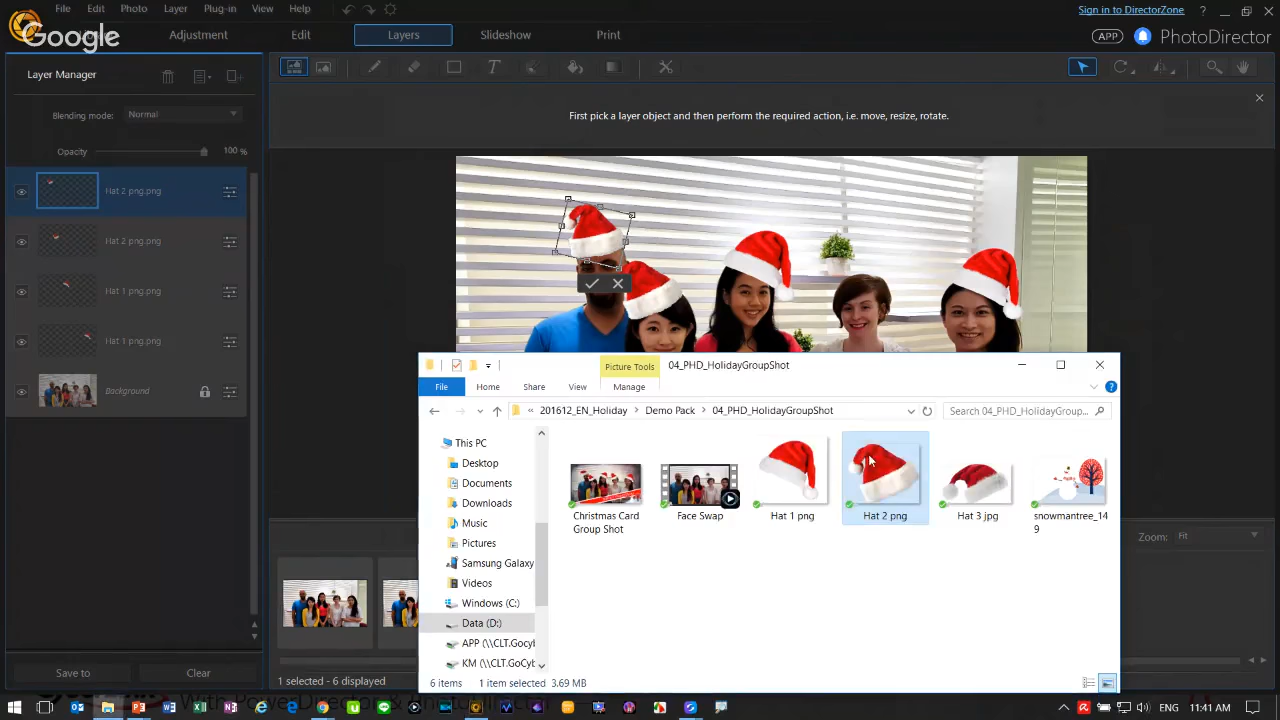 File Edit Photo Layer Plug-in View Help
Sign in to DirectorZone
Google
Adjustment Edit Layers Slideshow Print
APP PhotoDirector
Layer Manager
Blending mode: Normal
Opacity 100 %
First pick a layer object and then perform the required action, i.e. move, resize, rotate.
Hat 2 png.png
Hat 2 png.png
Hat 1 png.png
Hat 1 png.png
Background
Picture Tools 04_PHD_HolidayGroupShot
File Home Share View Manage
« 201612_EN_Holiday > Demo Pack > 04_PHD_HolidayGroupShot
Search 04_PHD_HolidayGroup...
This PC
Desktop
Documents
Downloads
Music
Pictures
Samsung Galaxy
Videos
Windows (C:)
Data (D:)
APP (\\CLT.Gocyb
KM (\\CLT.GoCyb
Christmas Card
Group Shot
Face Swap
Hat 1 png
Hat 2 png
Hat 3 jpg
snowmantree_14
9
Zoom: Fit
Save to Clear
1 selected - 6 displayed
6 items 1 item selected 3.69 MB
ENG 11:41 AM